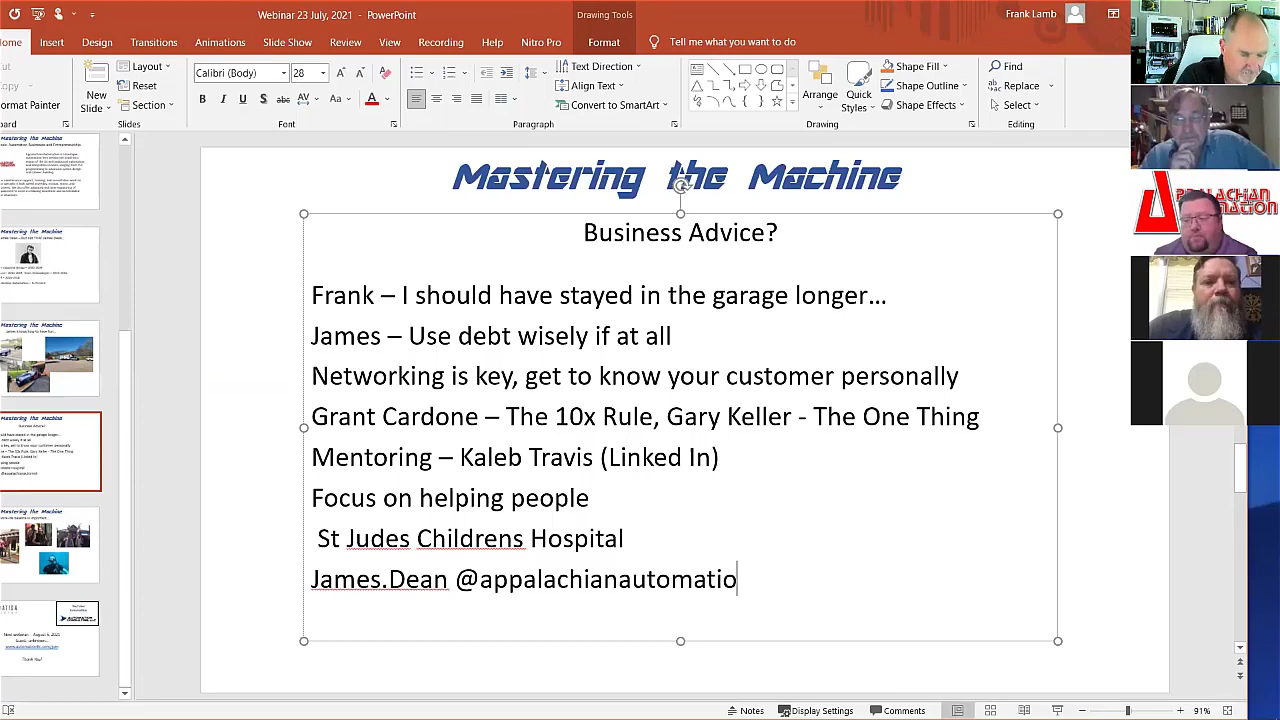 Webinar 23 July, 2021 - PowerPoint
Drawing Tools
Frank Lamb
Insert
Design
Transitions
Animations
Slide Show
Review
View
Help
Nitro Pro
Format
Tell me what you want to do
Layout
Reset
Section
New Slide
Slides
Calibri (Body)
28
Font
Text Direction
Align Text
Convert to SmartArt
Paragraph
Arrange
Quick Styles
Shape Fill
Shape Outline
Shape Effects
Drawing
Find
Replace
Select
Editing
Mastering the Machine
Business Advice?
Frank – I should have stayed in the garage longer…
James – Use debt wisely if at all
Networking is key, get to know your customer personally
Grant Cardone – The 10x Rule, Gary Keller - The One Thing
Mentoring – Kaleb Travis (Linked In)
Focus on helping people
St Judes Childrens Hospital
James.Dean @appalachianautomatio
Notes
Display Settings
Comments
91%